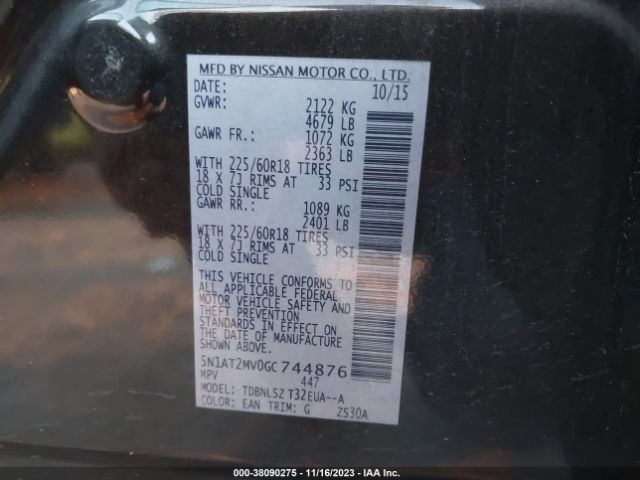 MFD BY NISSAN MOTOR CO., LTD.
DATE: 10/15
GVWR: 2122 KG
4679 LB
GAWR FR.: 1072 KG
2363 LB
WITH 225/60R18 TIRES
18 X 7J RIMS AT 33 PSI
COLD SINGLE
GAWR RR.: 1089 KG
2401 LB
WITH 225/60R18 TIRES
18 X 7J RIMS AT 33 PSI
COLD SINGLE
THIS VEHICLE CONFORMS TO
ALL APPLICABLE FEDERAL
MOTOR VEHICLE SAFETY AND
THEFT PREVENTION
STANDARDS IN EFFECT ON
THE DATE OF MANUFACTURE
SHOWN ABOVE.
5N1AT2MV0GC744876
MPV 447
MODEL: TDBNLSZ T32EUA--A
COLOR: EAN TRIM: G ZS30A
000-38090275 - 11/16/2023 - IAA Inc.